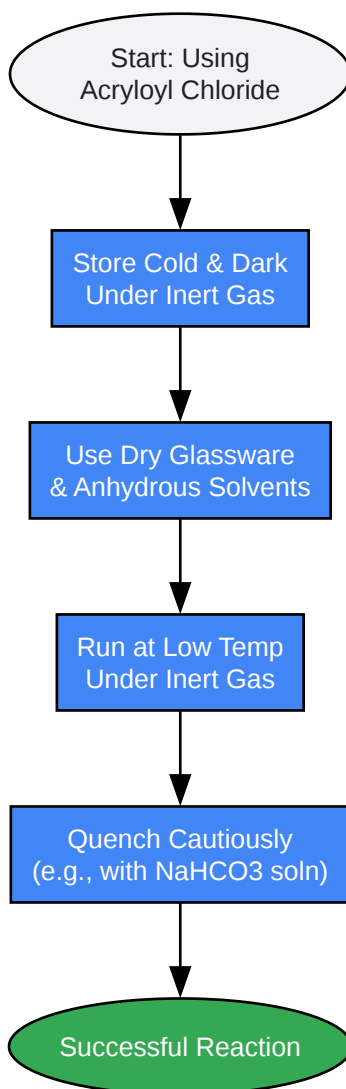 Start: Using
Acryloyl Chloride
Store Cold & Dark
Under Inert Gas
Use Dry Glassware
& Anhydrous Solvents
Run at Low Temp
Under Inert Gas
Quench Cautiously
(e.g., with NaHCO3 soln)
Successful Reaction